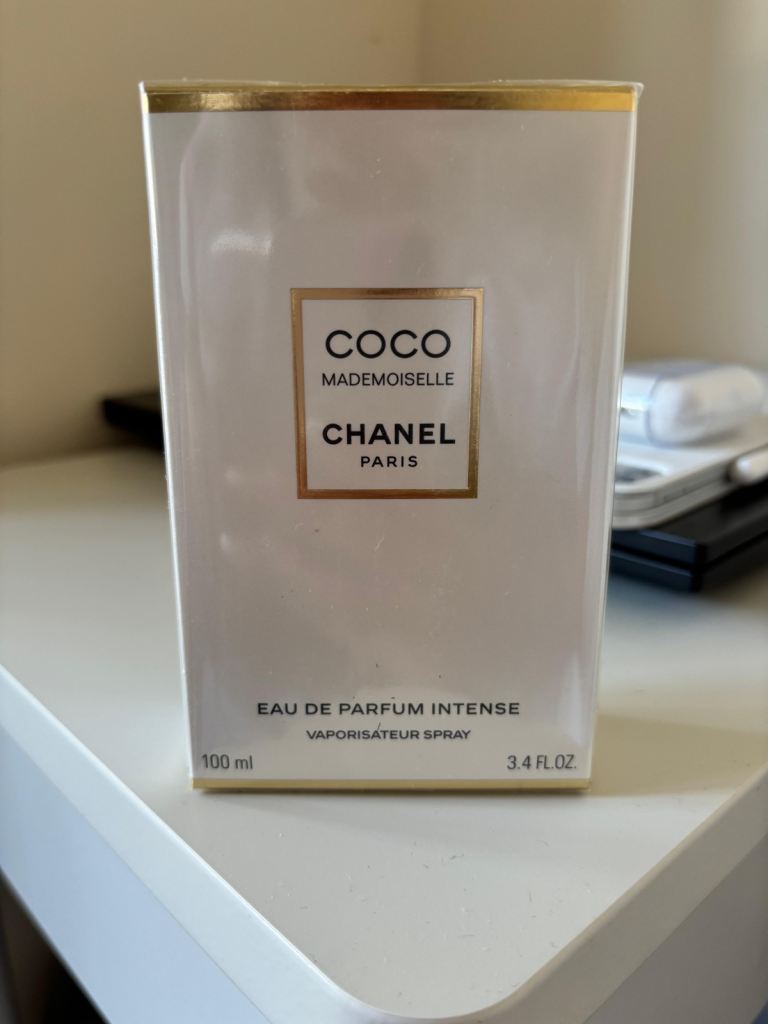 COCO
MADEMOISELLE
CHANEL
PARIS
EAU DE PARFUM INTENSE
VAPORISATEUR SPRAY
100 ml 3.4 FL.OZ.